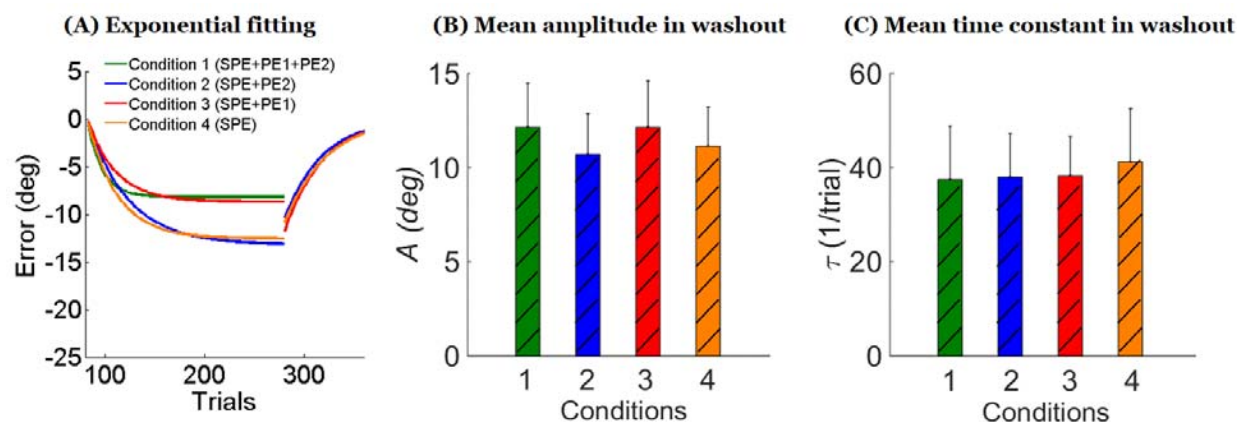 (A) Exponential fitting
5
0
-5
-10
-15
-20
-25
Error (deg)
Condition 1 (SPE+PE1+PE2)
Condition 2 (SPE+PE2)
Condition 3 (SPE+PE1)
Condition 4 (SPE)
100 200 300
Trials
(B) Mean amplitude in washout
15
10
5
0
A (deg)
1 2 3 4
Conditions
(C) Mean time constant in washout
60
40
20
0
τ (1/trial)
1 2 3 4
Conditions